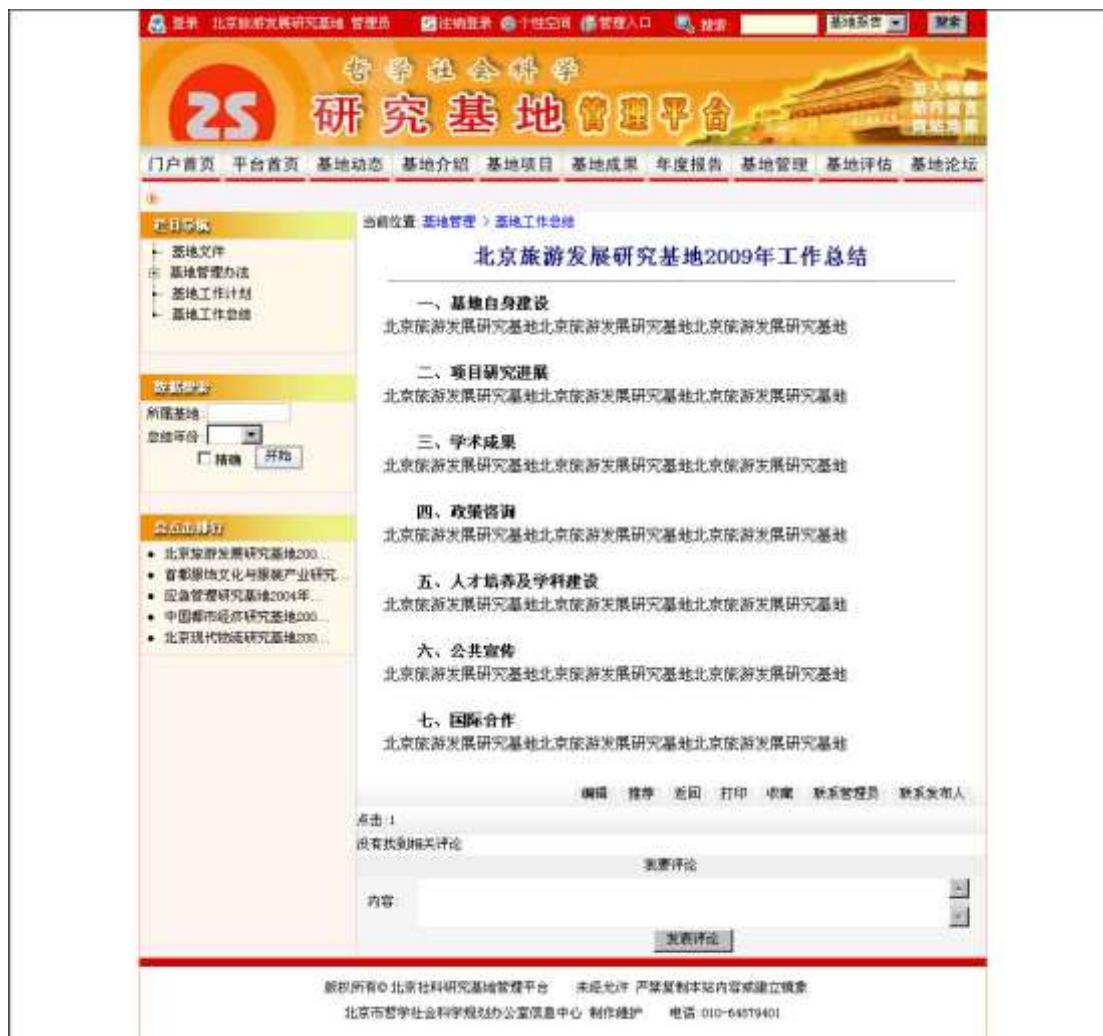 登录 北京旅游发展研究基地 管理员 注销登录 个性空间 管理入口 搜索 基地报告 搜索
哲学社会科学
研究基地管理平台
加入收藏
站内留言
网站地图
门户首页 平台首页 基地动态 基地介绍 基地项目 基地成果 年度报告 基地管理 基地评估 基地论坛
栏目导航
基地文件
基地管理办法
基地工作计划
基地工作总结
数据搜索
所属基地
总结年份
精确 开始
总点击排行
北京旅游发展研究基地200...
首都服饰文化与服装产业研究...
应急管理研究基地2004年...
中国都市经济研究基地200...
北京现代物流研究基地200...
当前位置 基地管理 > 基地工作总结
北京旅游发展研究基地2009年工作总结
一、基地自身建设
北京旅游发展研究基地北京旅游发展研究基地北京旅游发展研究基地
二、项目研究进展
北京旅游发展研究基地北京旅游发展研究基地北京旅游发展研究基地
三、学术成果
北京旅游发展研究基地北京旅游发展研究基地北京旅游发展研究基地
四、政策咨询
北京旅游发展研究基地北京旅游发展研究基地北京旅游发展研究基地
五、人才培养及学科建设
北京旅游发展研究基地北京旅游发展研究基地北京旅游发展研究基地
六、公共宣传
北京旅游发展研究基地北京旅游发展研究基地北京旅游发展研究基地
七、国际合作
北京旅游发展研究基地北京旅游发展研究基地北京旅游发展研究基地
编辑 推荐 返回 打印 收藏 联系管理员 联系发布人
点击 1
没有找到相关评论
发表评论
内容
发表评论
版权所有© 北京社科研究基地管理平台 未经允许 严禁复制本站内容或建立镜象
北京市哲学社会科学规划办公室信息中心 制作维护 电话 010-64879401